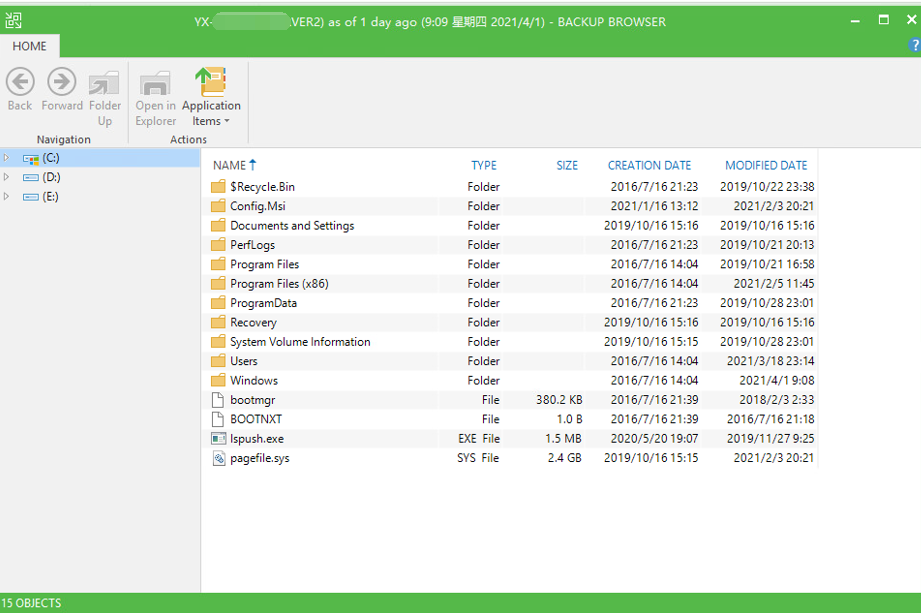 YX- VER2) as of 1 day ago (9:09 星期四 2021/4/1) - BACKUP BROWSER
HOME
?
Back Forward Folder Up Open in Explorer Application Items
Navigation Actions
(C:)
(D:)
(E:)
NAME TYPE SIZE CREATION DATE MODIFIED DATE
$Recycle.Bin Folder 2016/7/16 21:23 2019/10/22 23:38
Config.Msi Folder 2021/1/16 13:12 2021/2/3 20:21
Documents and Settings Folder 2019/10/16 15:16 2019/10/16 15:16
PerfLogs Folder 2016/7/16 21:23 2019/10/21 20:13
Program Files Folder 2016/7/16 14:04 2019/10/21 16:58
Program Files (x86) Folder 2016/7/16 14:04 2021/2/5 11:45
ProgramData Folder 2016/7/16 21:23 2019/10/28 23:01
Recovery Folder 2019/10/16 15:16 2019/10/16 15:16
System Volume Information Folder 2019/10/16 15:15 2019/10/28 23:01
Users Folder 2016/7/16 14:04 2021/3/18 23:14
Windows Folder 2016/7/16 14:04 2021/4/1 9:08
bootmgr File 380.2 KB 2016/7/16 21:39 2018/2/3 2:33
BOOTNXT File 1.0 B 2016/7/16 21:39 2016/7/16 21:18
lspush.exe EXE File 1.5 MB 2020/5/20 19:07 2019/11/27 9:25
pagefile.sys SYS File 2.4 GB 2019/10/16 15:15 2021/2/3 20:21
15 OBJECTS